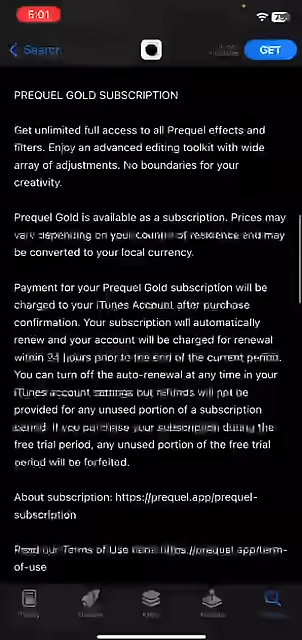 5:01
Search
GET
PREQUEL GOLD SUBSCRIPTION
Get unlimited full access to all Prequel effects and
filters. Enjoy an advanced editing toolkit with wide
array of adjustments. No boundaries for your
creativity.
Prequel Gold is available as a subscription. Prices may
vary depending on your country of residence and may
be converted to your local currency.
Payment for your Prequel Gold subscription will be
charged to your iTunes Account after purchase
confirmation. Your subscription will automatically
renew and your account will be charged for renewal
within 24 hours prior to the end of the current period.
You can turn off the auto-renewal at any time in your
iTunes account settings but refunds will not be
provided for any unused portion of a subscription
period. If you purchase your subscription during the
free trial period, any unused portion of the free trial
period will be forfeited.
About subscription: https://prequel.app/prequel-
subscription
Read our Terms of Use here: https://prequel.app/term-
of-use